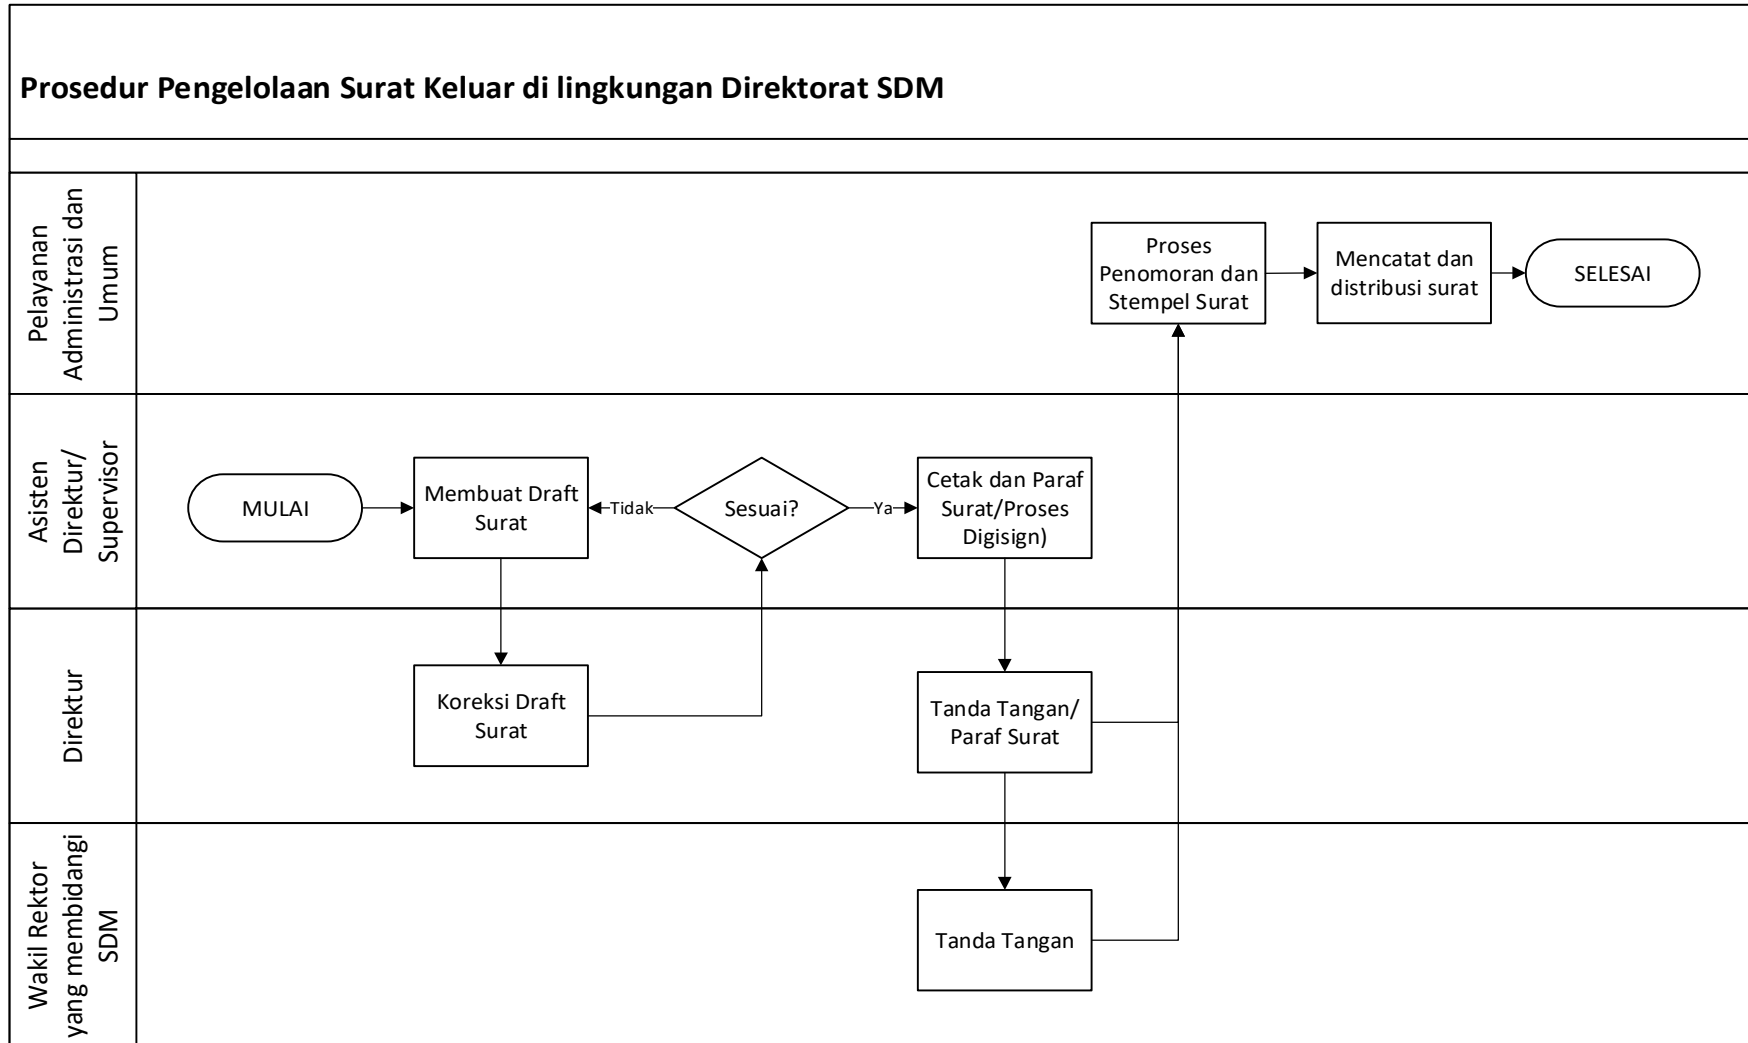 Prosedur Pengelolaan Surat Keluar di lingkungan Direktorat SDM
Pelayanan
Administrasi dan
Umum
Proses
Penomoran dan
Stempel Surat
Mencatat dan
distribusi surat
SELESAI
Asisten
Direktur/
Supervisor
MULAI
Membuat Draft
Surat
Tidak
Sesuai?
Ya
Cetak dan Paraf
Surat/Proses
Digisign)
Direktur
Koreksi Draft
Surat
Tanda Tangan/
Paraf Surat
Wakil Rektor
yang membidangi
SDM
Tanda Tangan